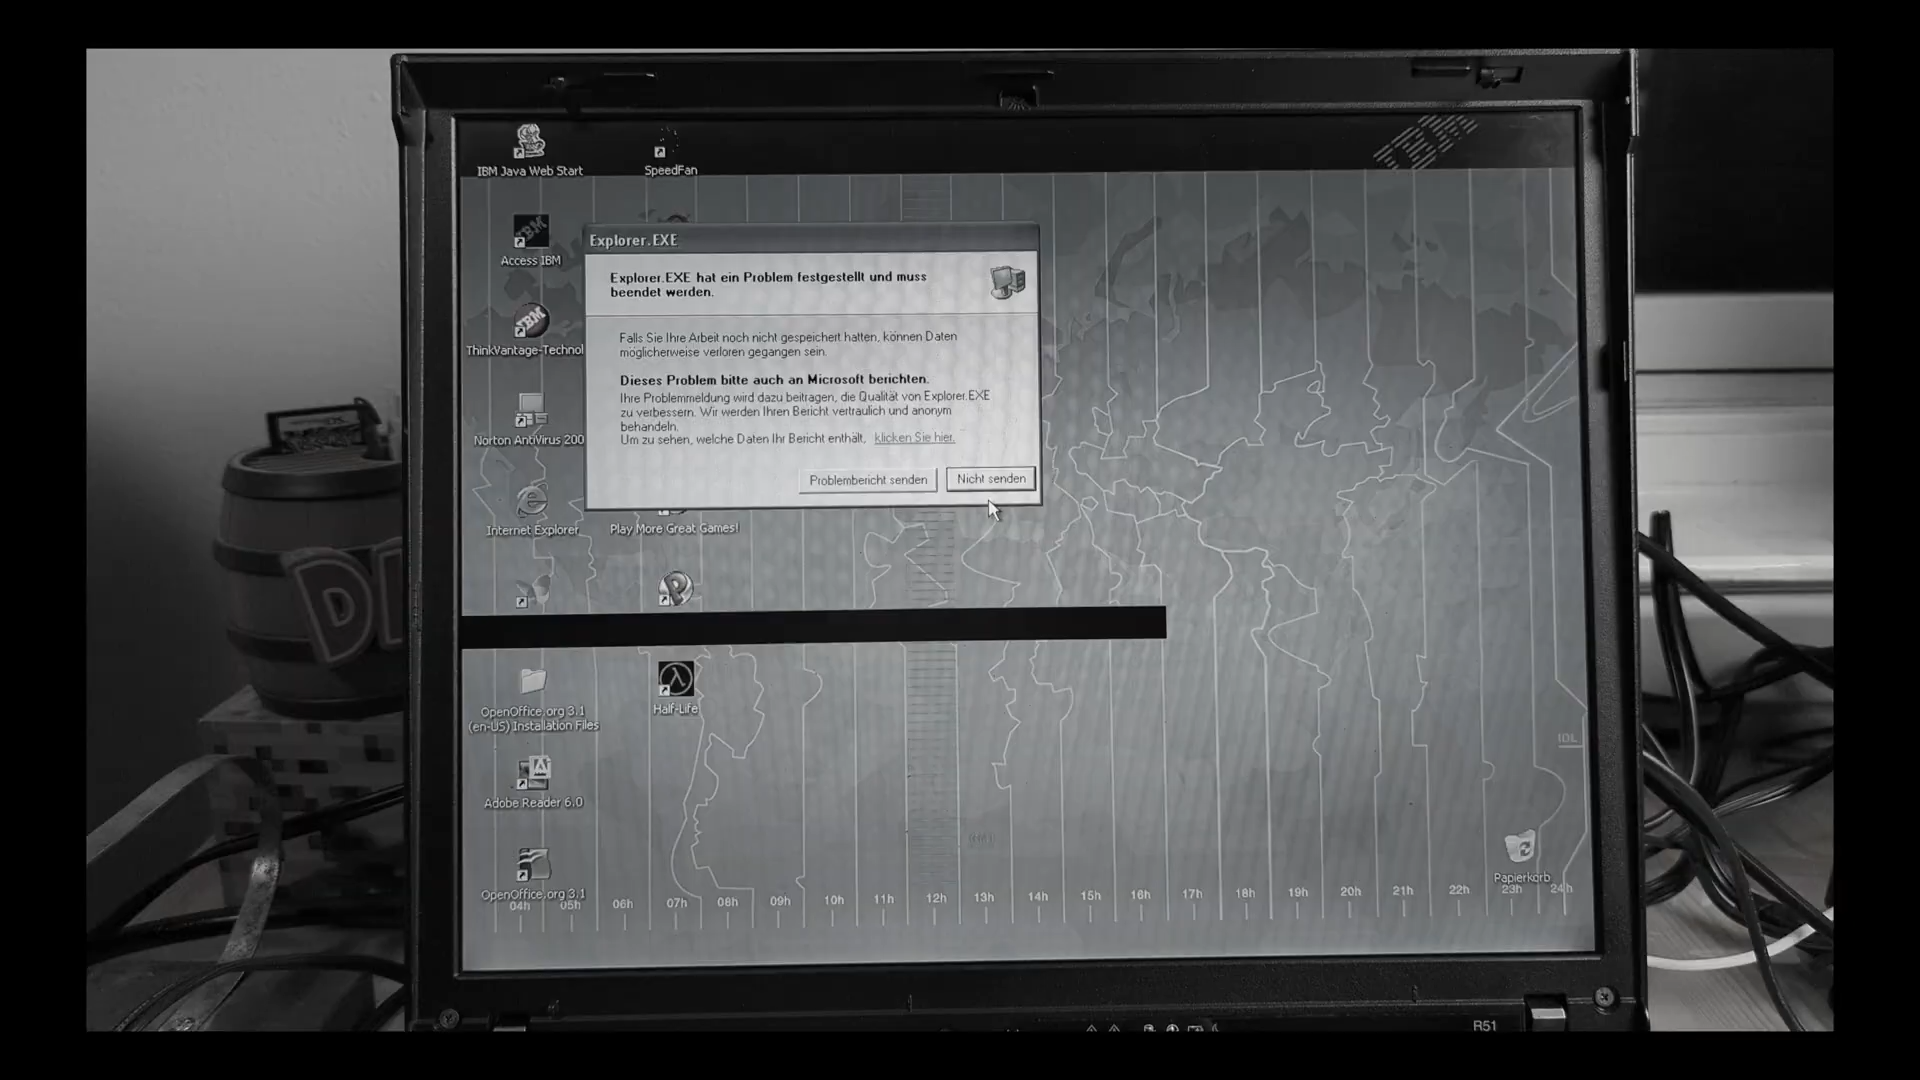 IBM
IBM Java Web Start
SpeedFan
Access IBM
ThinkVantage-Technol
Norton AntiVirus 200
Internet Explorer
Play More Great Games!
Explorer.EXE
Explorer.EXE hat ein Problem festgestellt und muss
beendet werden.
Falls Sie Ihre Arbeit noch nicht gespeichert hatten, können Daten
möglicherweise verloren gegangen sein.
Dieses Problem bitte auch an Microsoft berichten.
Ihre Problemmeldung wird dazu beitragen, die Qualität von Explorer.EXE
zu verbessern. Wir werden Ihren Bericht vertraulich und anonym
behandeln.
Um zu sehen, welche Daten Ihr Bericht enthält, klicken Sie hier.
Problembericht senden
Nicht senden
OpenOffice.org 3.1
(en-US) Installation Files
Half-Life
Adobe Reader 6.0
OpenOffice.org 3.1
IDL
Papierkorb
04h 05h 06h 07h 08h 09h 10h 11h 12h 13h 14h 15h 16h 17h 18h 19h 20h 21h 22h 23h 24h
R51